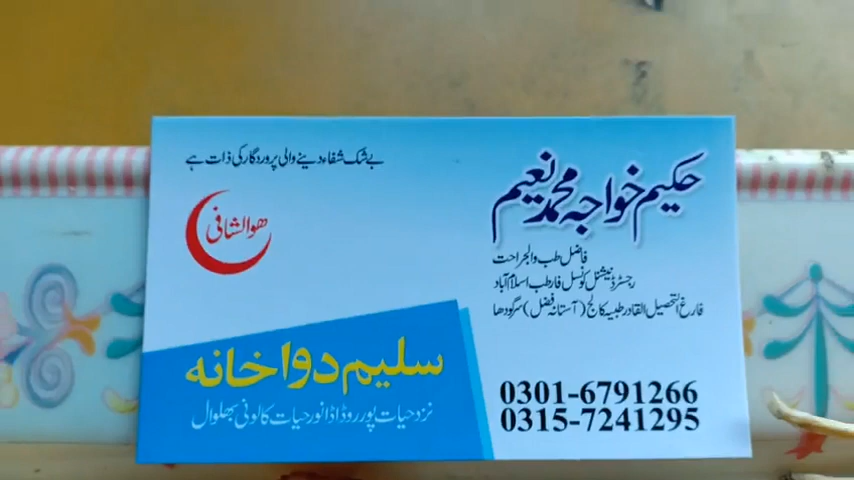 بے شک شفاء دینے والی پروردگار کی ذات ہے
ھوالشافی
حکیم خواجہ محمد نعیم
فاضل طب والجراحت
رجسٹرڈ نیشنل کونسل فار طب اسلام آباد
فارغ التحصیل القادر طبیہ کالج (آستانہ فضل) سرگودھا
سلیم دواخانہ
نزد حیات پور روڈ اڈا نور حیات کالونی بھلوال
0301-6791266
0315-7241295